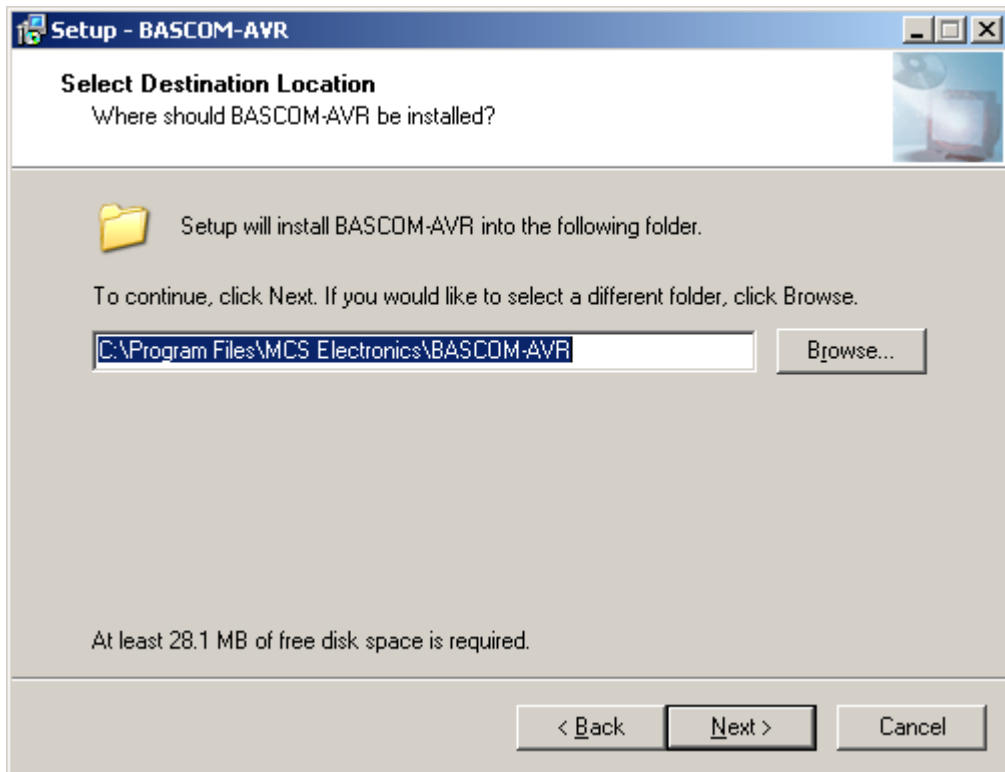 Setup - BASCOM-AVR
Select Destination Location
Where should BASCOM-AVR be installed?
Setup will install BASCOM-AVR into the following folder.
To continue, click Next. If you would like to select a different folder, click Browse.
C:\Program Files\MCS Electronics\BASCOM-AVR
Browse...
At least 28.1 MB of free disk space is required.
< Back
Next >
Cancel